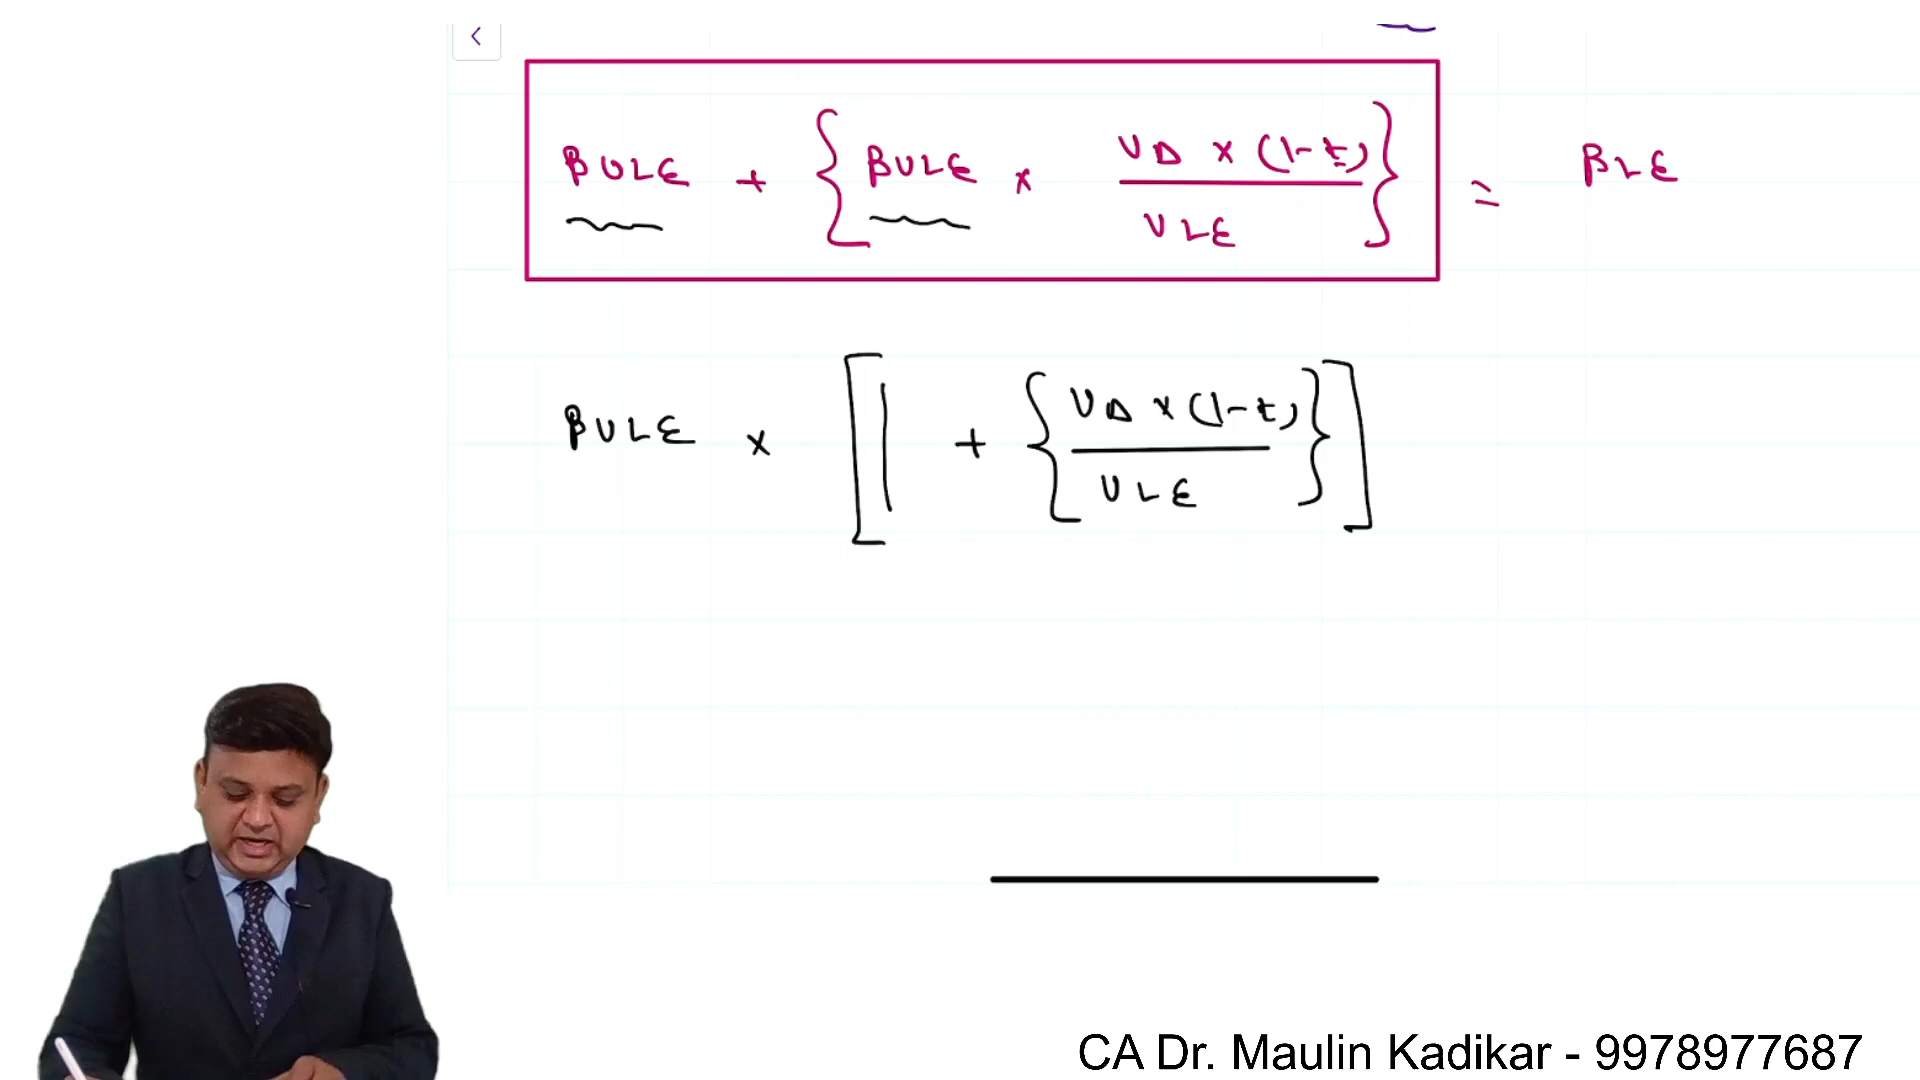 βULE + { βULE × VD × (1-t) / VLE } = βLE
βULE × [ 1 + { VD × (1-t) / VLE } ]
CA Dr. Maulin Kadikar - 9978977687